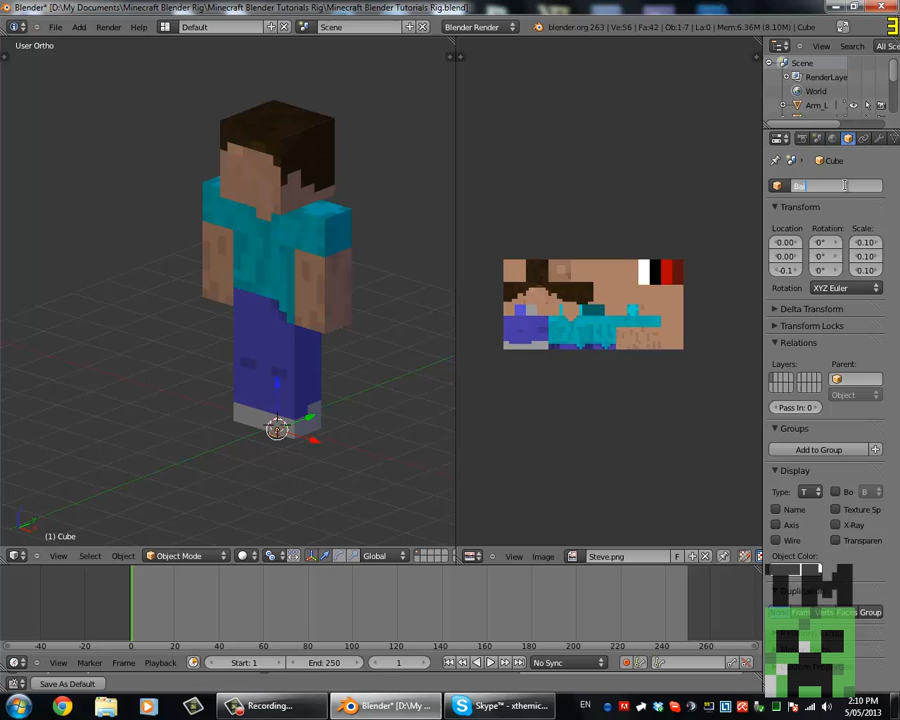 Blender* [D:\My Documents\Minecraft Blender Rig\Minecraft Blender Tutorials Rig\Minecraft Blender Tutorials Rig.blend]
File Add Render Help Default Scene Blender Render blender.org 263 | Ve:56 | Fa:42 | Ob:1-7 | La:0 | Mem:6.35M (0.10M) | Cube
3
User Ortho
View Search All Sce
Scene
RenderLaye
World
Arm_L
Cube
Transform
Location Rotation: Scale:
0.00 0° 0.10
0.00 0° 0.10
-0.1 0° 0.10
Rotation XYZ Euler
Delta Transform
Transform Locks
Relations
Layers: Parent:
Object
Pass In: 0
Groups
Add to Group
Display
Type: T Bo B
Name Texture Sp
Axis X-Ray
Wire Transparen
Object Color:
Verts Faces Group
(1) Cube
View Select Object Object Mode Global View Image Steve.png F
-40 -20 0 20 40 60 80 100 120 140 160 180 200 220 240 260
View Marker Frame Playback Start: 1 End: 250 1 No Sync
Save As Default
Recording... Blender* [D:\My ... Skype™ - xthemic... EN 2:10 PM
5/05/2013